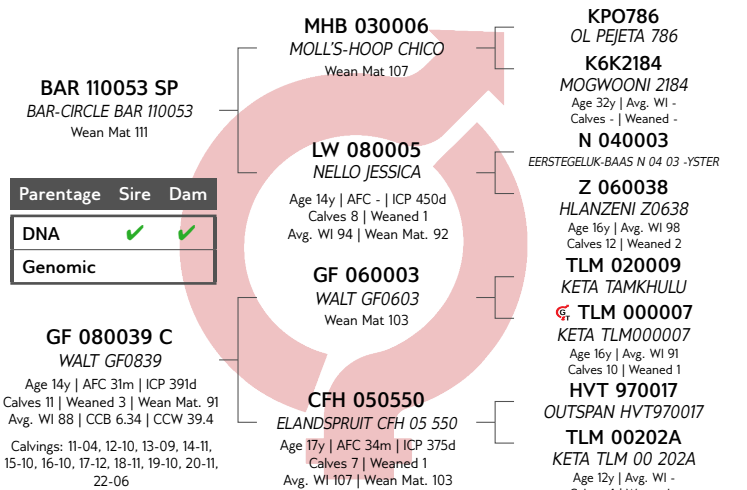 BAR 110053 SP
BAR-CIRCLE BAR 110053
Wean Mat 111
Parentage Sire Dam
DNA ✔ ✔
Genomic
GF 080039 C
WALT GF0839
Age 14y | AFC 31m | ICP 391d
Calves 11 | Weaned 3 | Wean Mat. 91
Avg. WI 88 | CCB 6.34 | CCW 39.4
Calvings: 11-04, 12-10, 13-09, 14-11,
15-10, 16-10, 17-12, 18-11, 19-10, 20-11,
22-06
MHB 030006
MOLL'S-HOOP CHICO
Wean Mat 107
LW 080005
NELLO JESSICA
Age 14y | AFC - | ICP 450d
Calves 8 | Weaned 1
Avg. WI 94 | Wean Mat. 92
GF 060003
WALT GF0603
Wean Mat 103
CFH 050550
ELANDSPRUIT CFH 05 550
Age 17y | AFC 34m | ICP 375d
Calves 7 | Weaned 1
Avg. WI 107 | Wean Mat. 103
KPO786
OL PEJETA 786
K6K2184
MOGWOONI 2184
Age 32y | Avg. WI -
Calves - | Weaned -
N 040003
EERSTEGELUK-BAAS N 04 03 -YSTER
Z 060038
HLANZENI Z0638
Age 16y | Avg. WI 98
Calves 12 | Weaned 2
TLM 020009
KETA TAMKHULU
TLM 000007
KETA TLM000007
Age 16y | Avg. WI 91
Calves 10 | Weaned 1
HVT 970017
OUTSPAN HVT970017
TLM 00202A
KETA TLM 00 202A
Age 12y | Avg. WI -